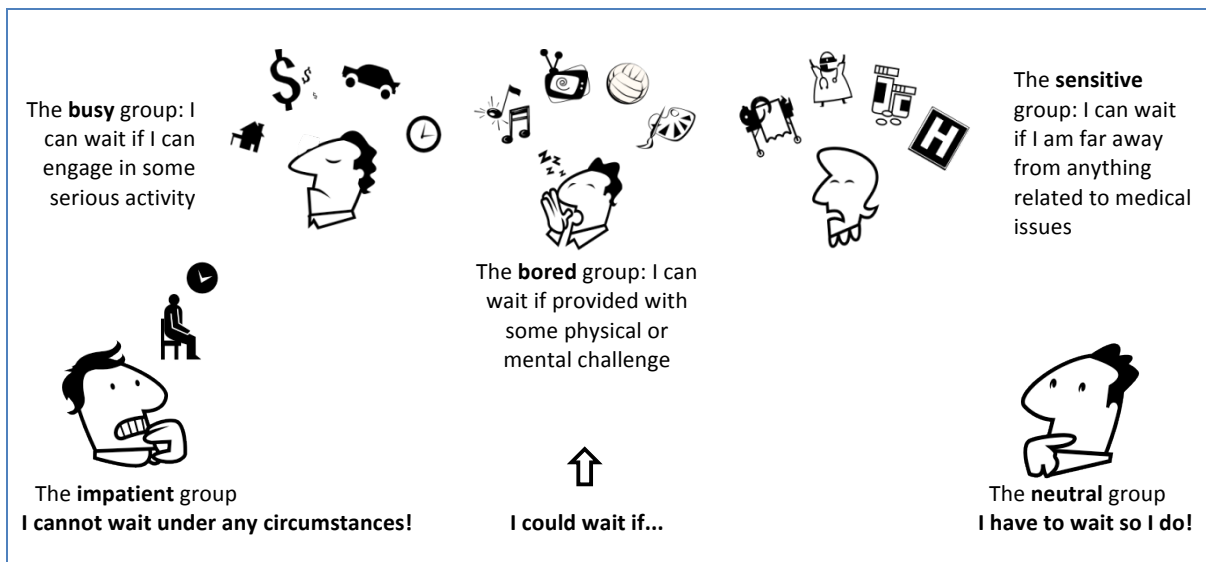 The busy group: I
can wait if I can
engage in some
serious activity
$
$
$
ZZZ
H
The sensitive
group: I can wait
if I am far away
from anything
related to medical
issues
The bored group: I can
wait if provided with
some physical or
mental challenge
The impatient group
I cannot wait under any circumstances!
I could wait if...
The neutral group
I have to wait so I do!